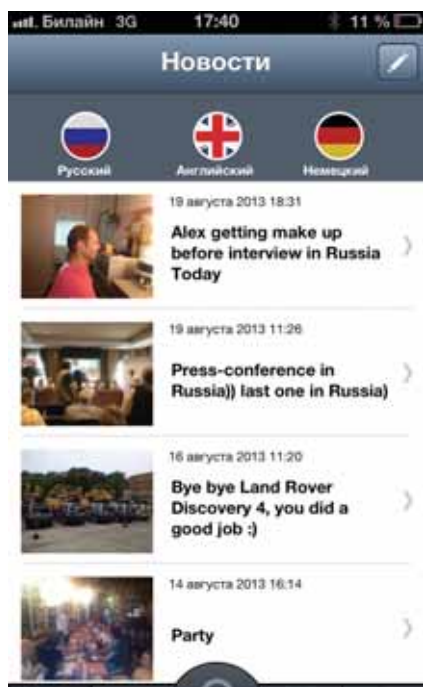 Билайн 3G 17:40 11 %
Новости
Русский Английский Немецкий
19 августа 2013 18:31
Alex getting make up
before interview in Russia
Today
19 августа 2013 11:26
Press-conference in
Russia)) last one in Russia)
16 августа 2013 11:20
Bye bye Land Rover
Discovery 4, you did a
good job :)
14 августа 2013 16:14
Party